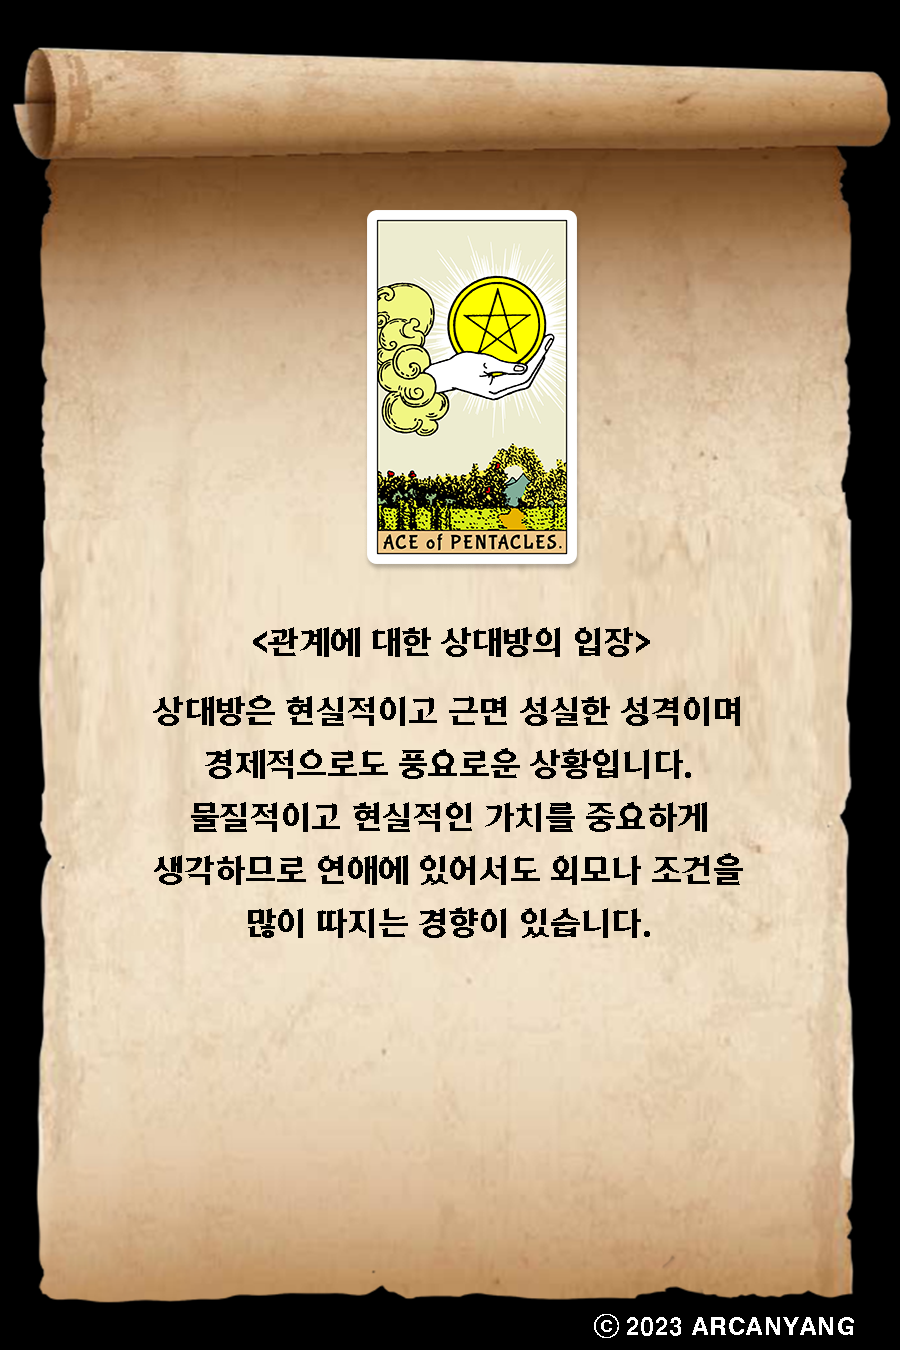 ACE of PENTACLES.
<관계에 대한 상대방의 입장>
상대방은 현실적이고 근면 성실한 성격이며
경제적으로도 풍요로운 상황입니다.
물질적이고 현실적인 가치를 중요하게
생각하므로 연애에 있어서도 외모나 조건을
많이 따지는 경향이 있습니다.
ⓒ 2023 ARCANYANG